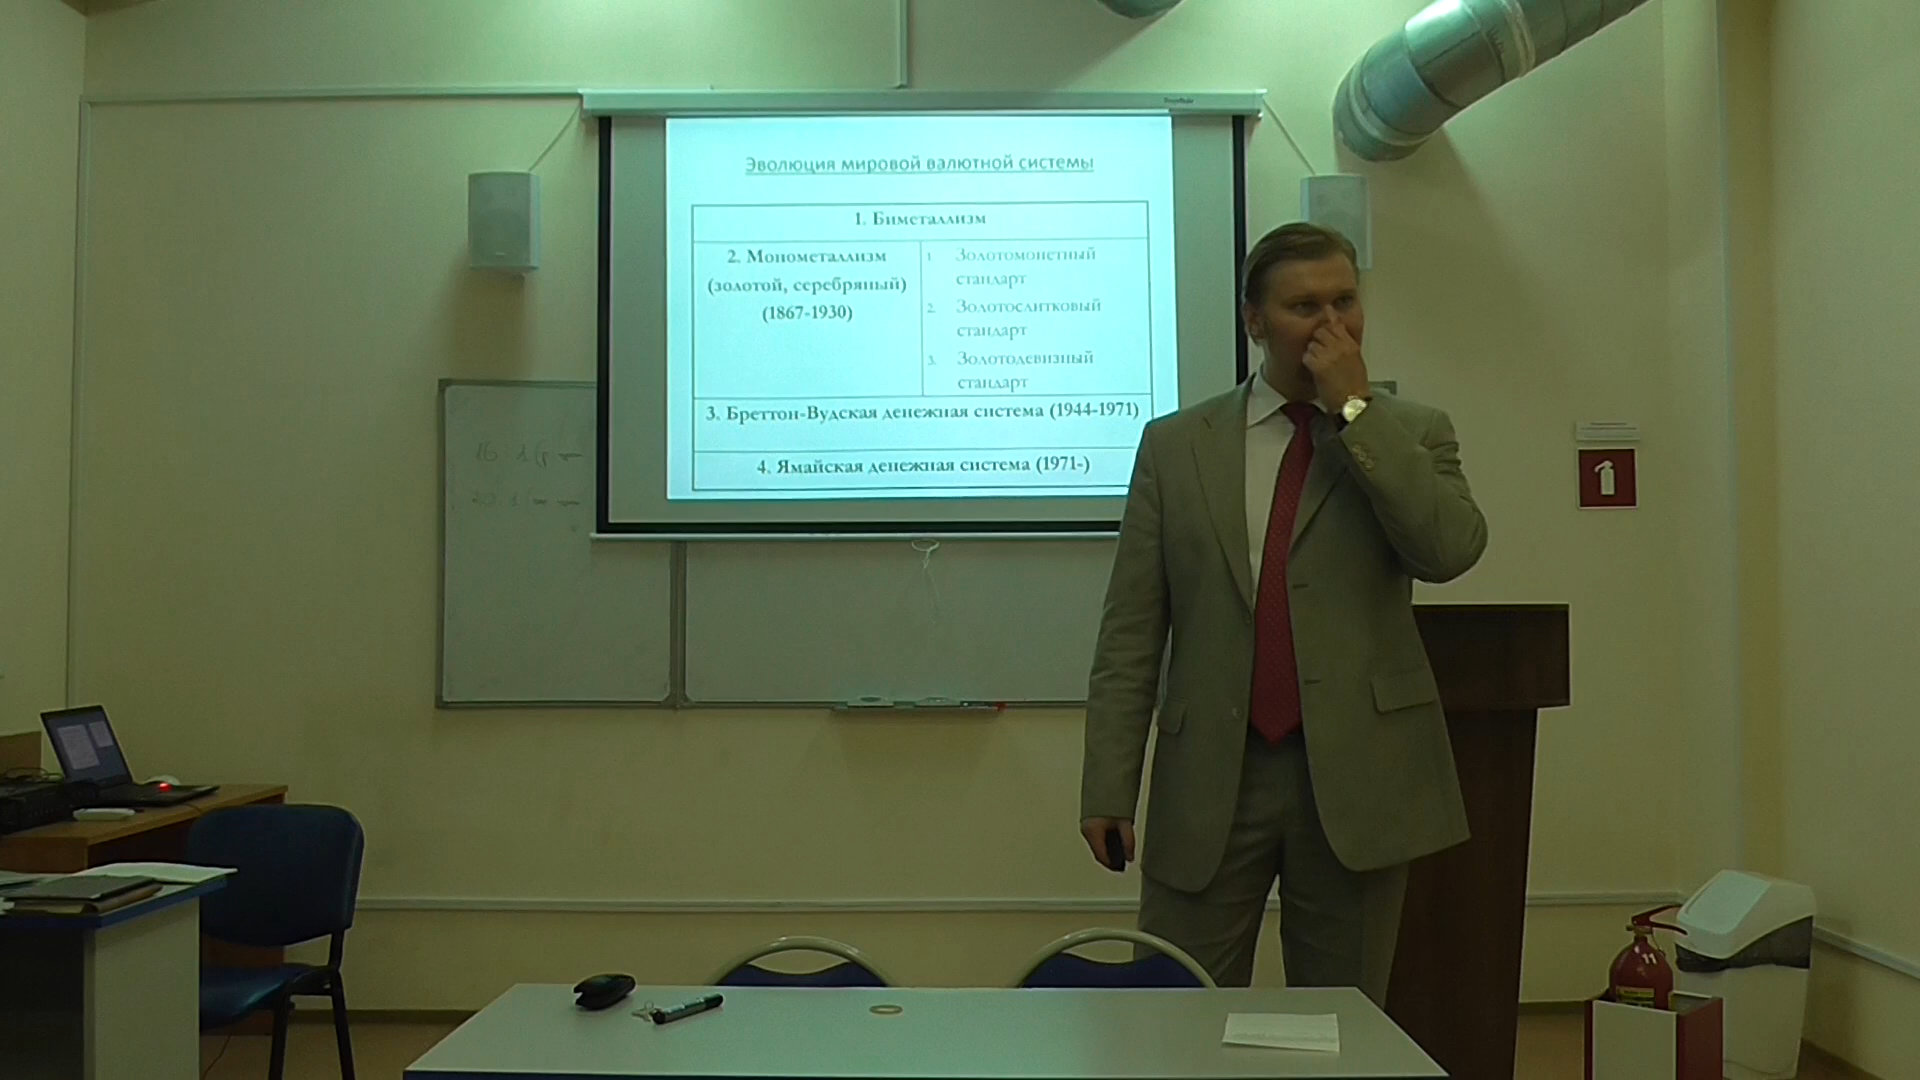 Эволюция мировой валютной системы
1. Биметаллизм
2. Монометаллизм
(золотой, серебряный)
(1867-1930)
1. Золотомонетный
стандарт
2. Золотослитковый
стандарт
3. Золотодевизный
стандарт
3. Бреттон-Вудская денежная система (1944-1971)
4. Ямайская денежная система (1971-)
11